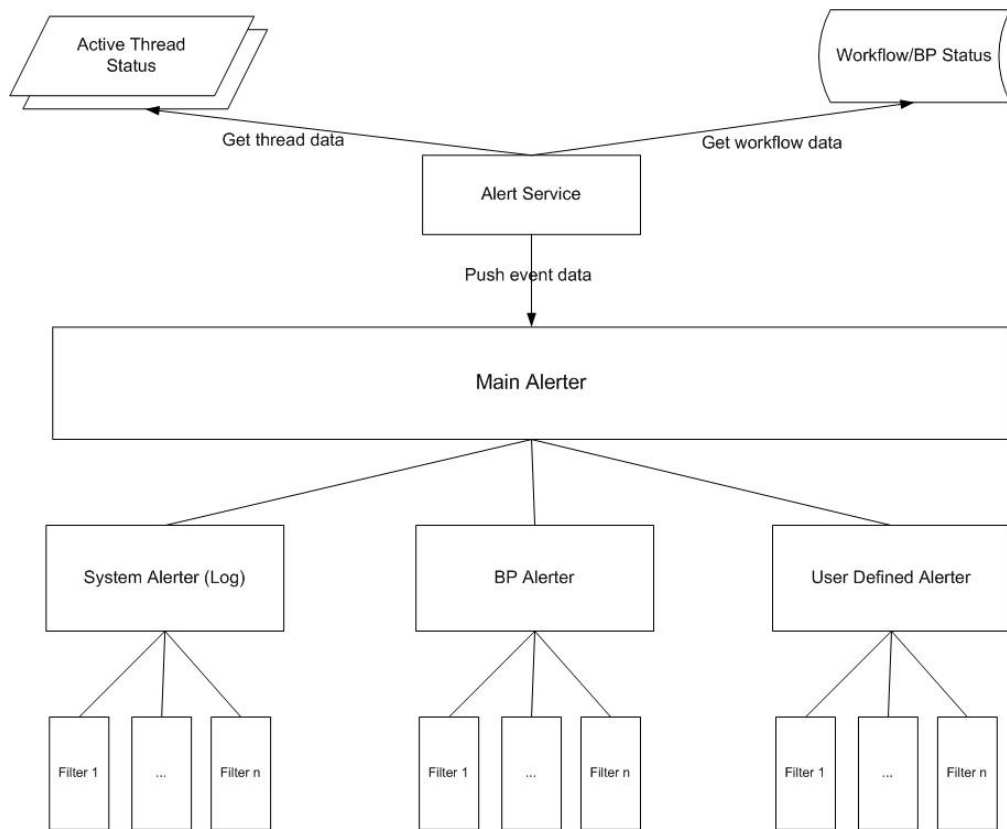 Active Thread
Status
Workflow/BP Status
Get thread data
Get workflow data
Alert Service
Push event data
Main Alerter
System Alerter (Log)
BP Alerter
User Defined Alerter
Filter 1
...
Filter n
Filter 1
...
Filter n
Filter 1
...
Filter n